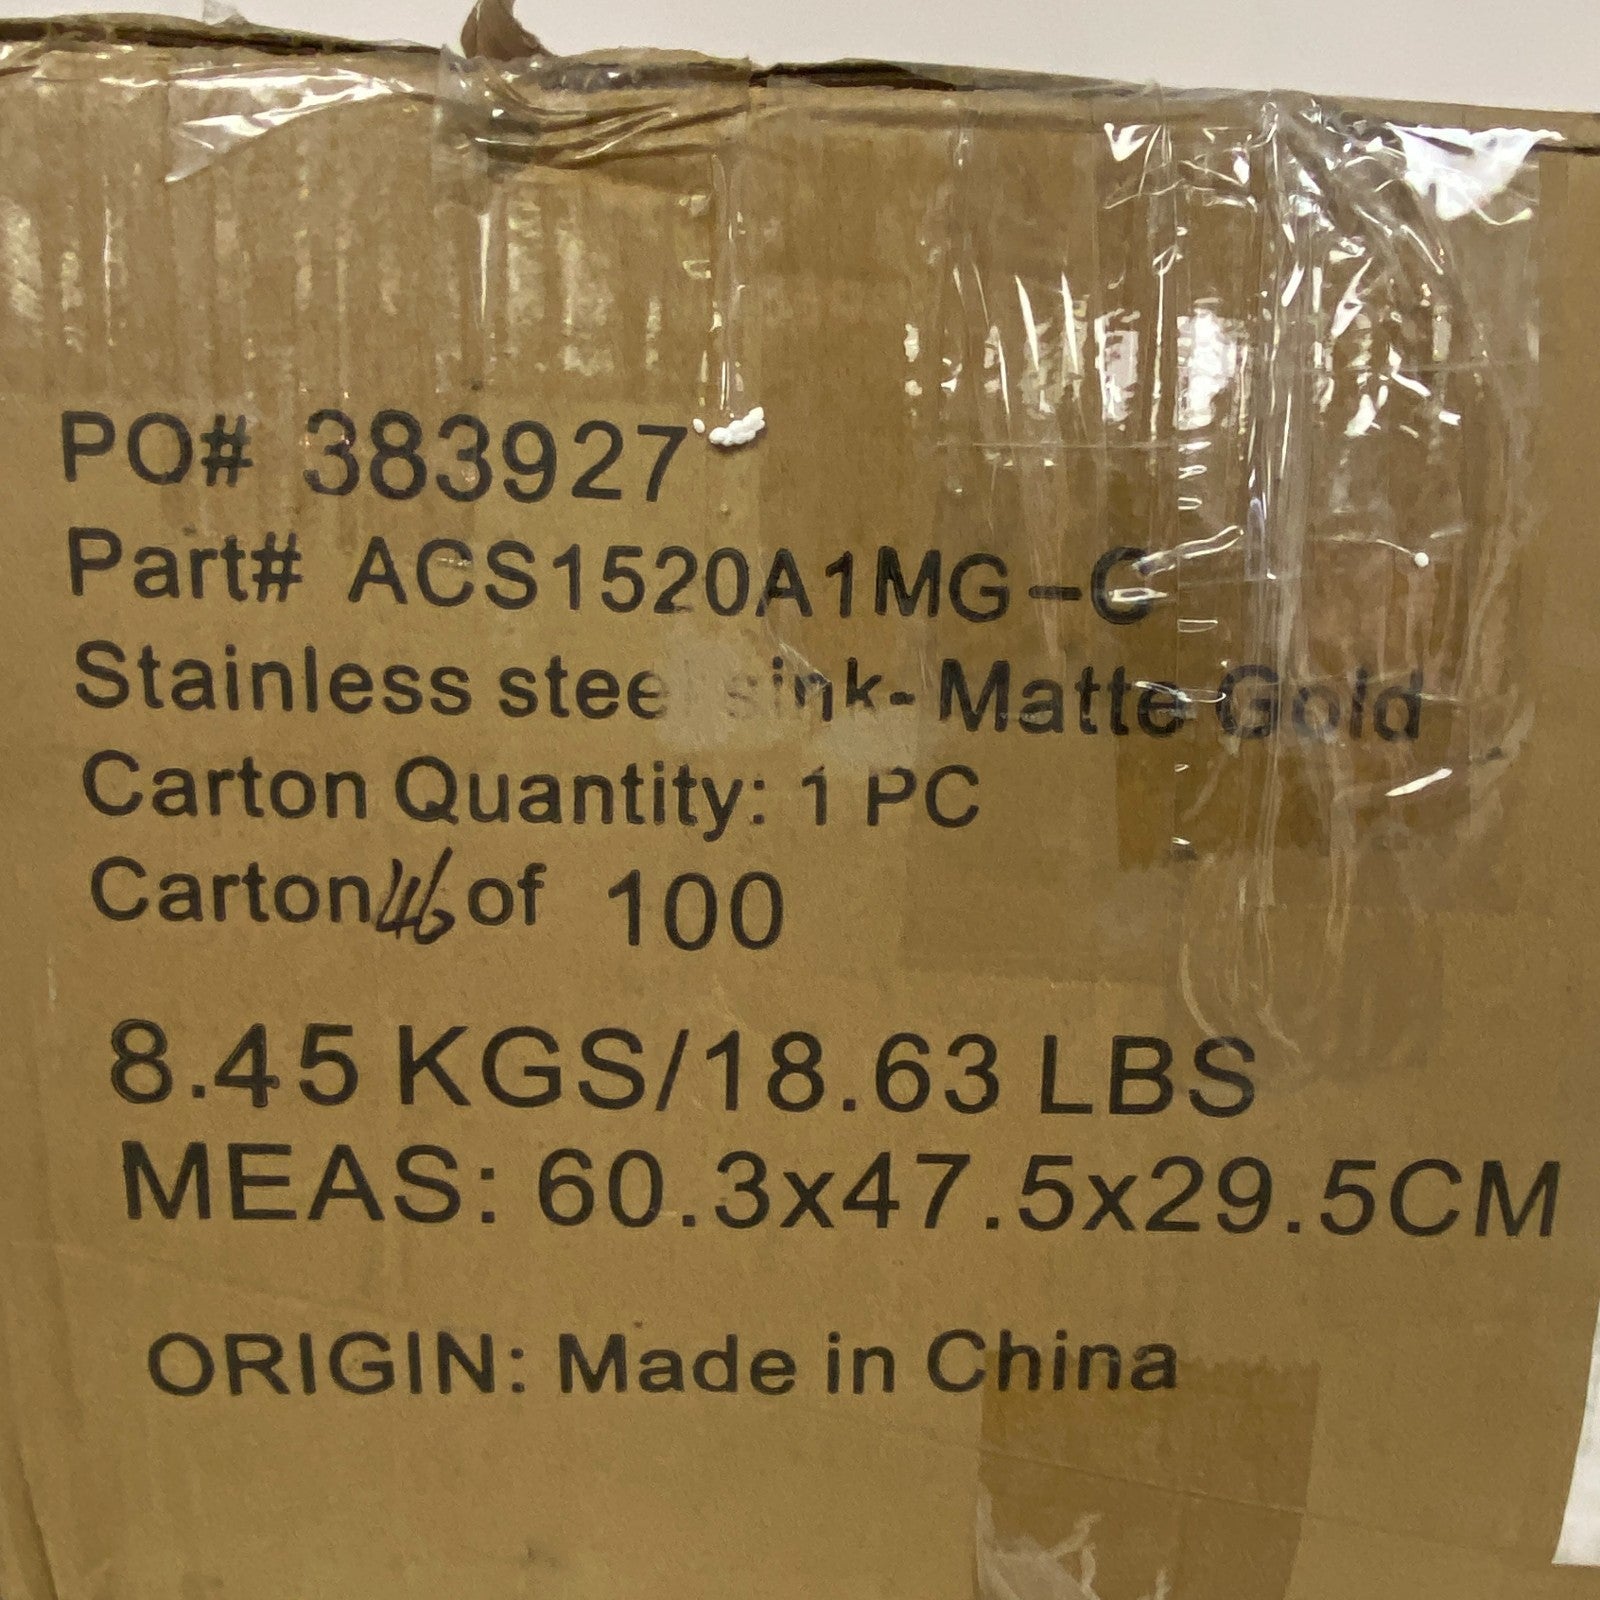 PO# 383927
Part# ACS1520A1MG-C
Stainless steel sink- Matte Gold
Carton Quantity: 1 PC
Carton 46 of 100
8.45 KGS/18.63 LBS
MEAS: 60.3x47.5x29.5CM
ORIGIN: Made in China